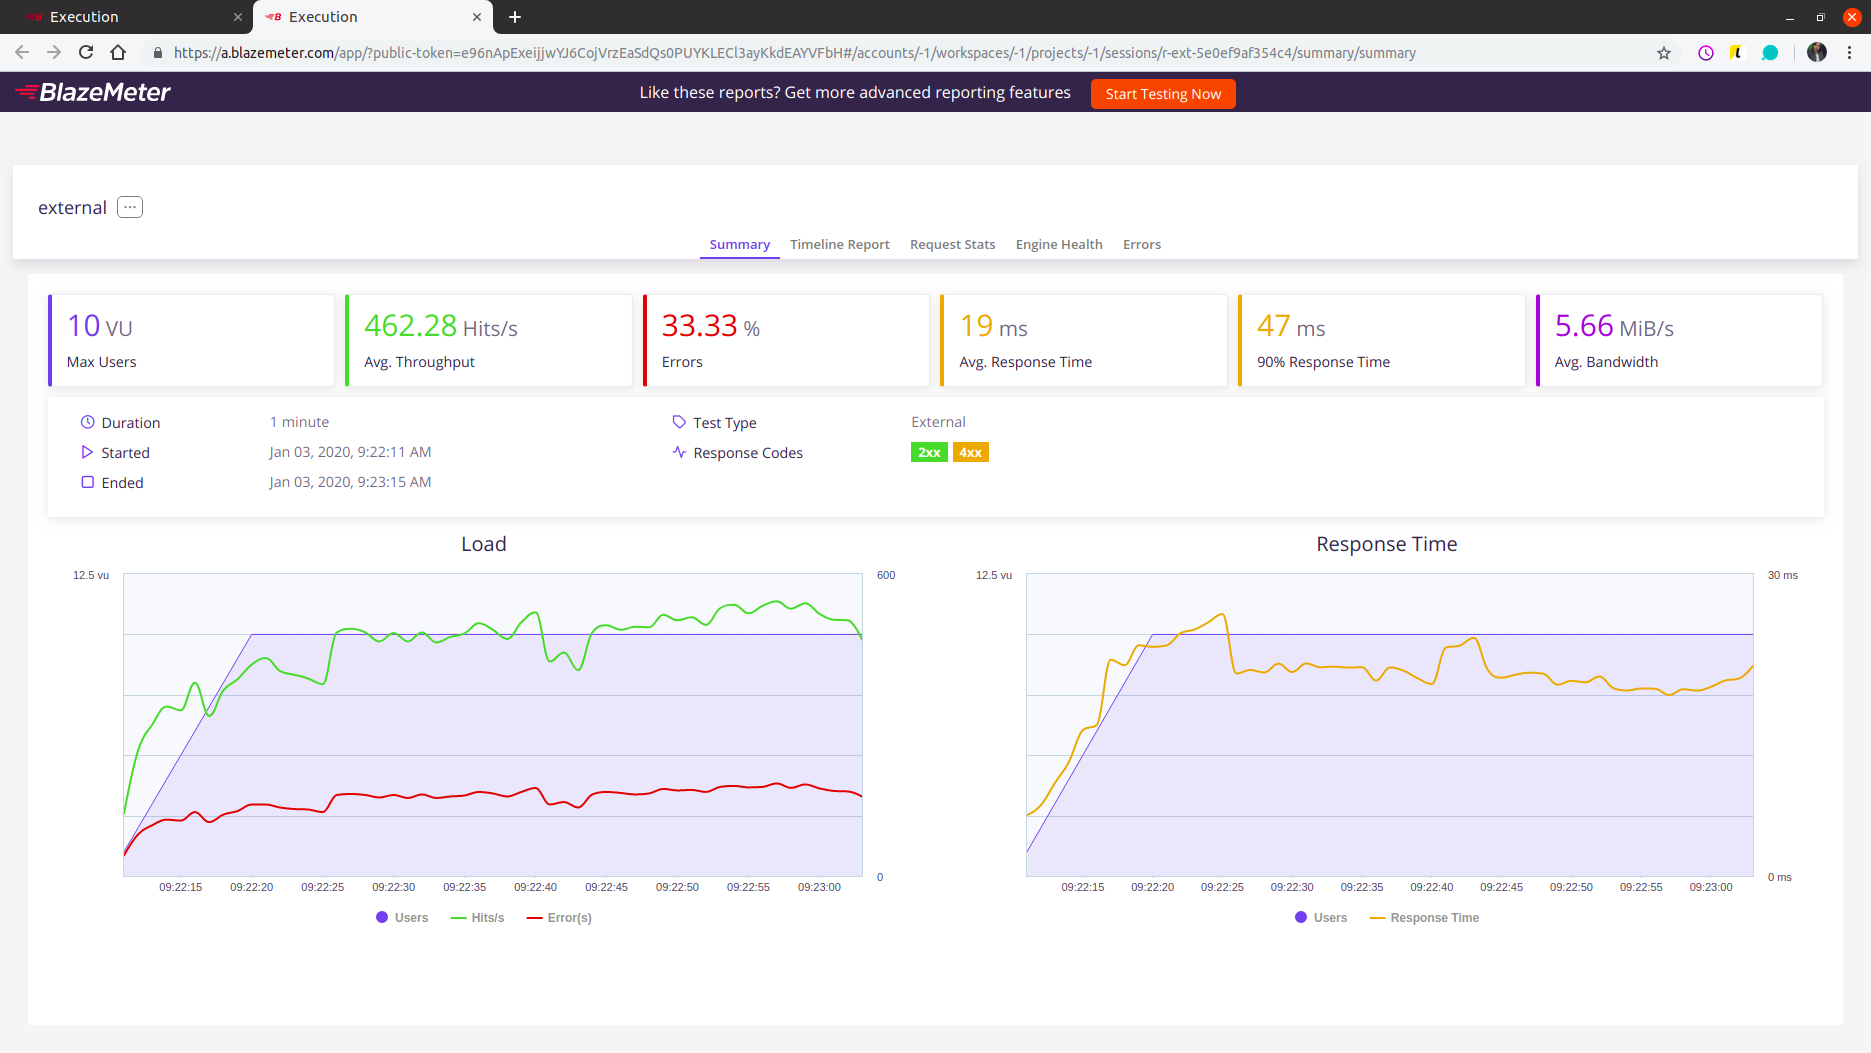 Execution
Execution
https://a.blazemeter.com/app/?public-token=e96nApExeijjwYJ6CojVrzEaSdQs0PUYKLECl3ayKkdEAYVFbH#/accounts/-1/workspaces/-1/projects/-1/sessions/r-ext-5e0ef9af354c4/summary/summary
BlazeMeter
Like these reports? Get more advanced reporting features
Start Testing Now
external
Summary Timeline Report Request Stats Engine Health Errors
10 VU
Max Users
462.28 Hits/s
Avg. Throughput
33.33 %
Errors
19 ms
Avg. Response Time
47 ms
90% Response Time
5.66 MiB/s
Avg. Bandwidth
Duration 1 minute
Started Jan 03, 2020, 9:22:11 AM
Ended Jan 03, 2020, 9:23:15 AM
Test Type External
Response Codes 2xx 4xx
Load
12.5 vu
600
0
09:22:15 09:22:20 09:22:25 09:22:30 09:22:35 09:22:40 09:22:45 09:22:50 09:22:55 09:23:00
Users Hits/s Error(s)
Response Time
12.5 vu
30 ms
0 ms
09:22:15 09:22:20 09:22:25 09:22:30 09:22:35 09:22:40 09:22:45 09:22:50 09:22:55 09:23:00
Users Response Time